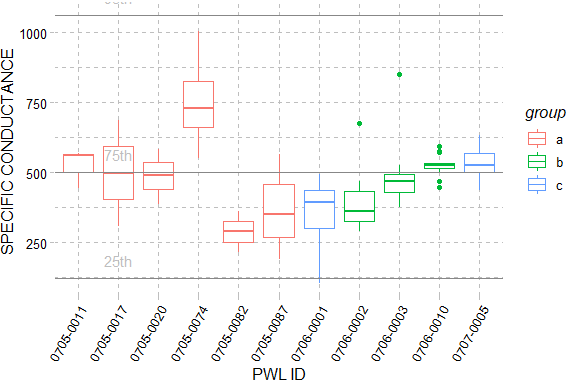 1000
750
500
250
SPECIFIC CONDUCTANCE
75th
25th
0705-0011
0705-0017
0705-0020
0705-0074
0705-0082
0705-0087
0706-0001
0706-0002
0706-0003
0706-0010
0707-0005
PWL ID
group
a
b
c